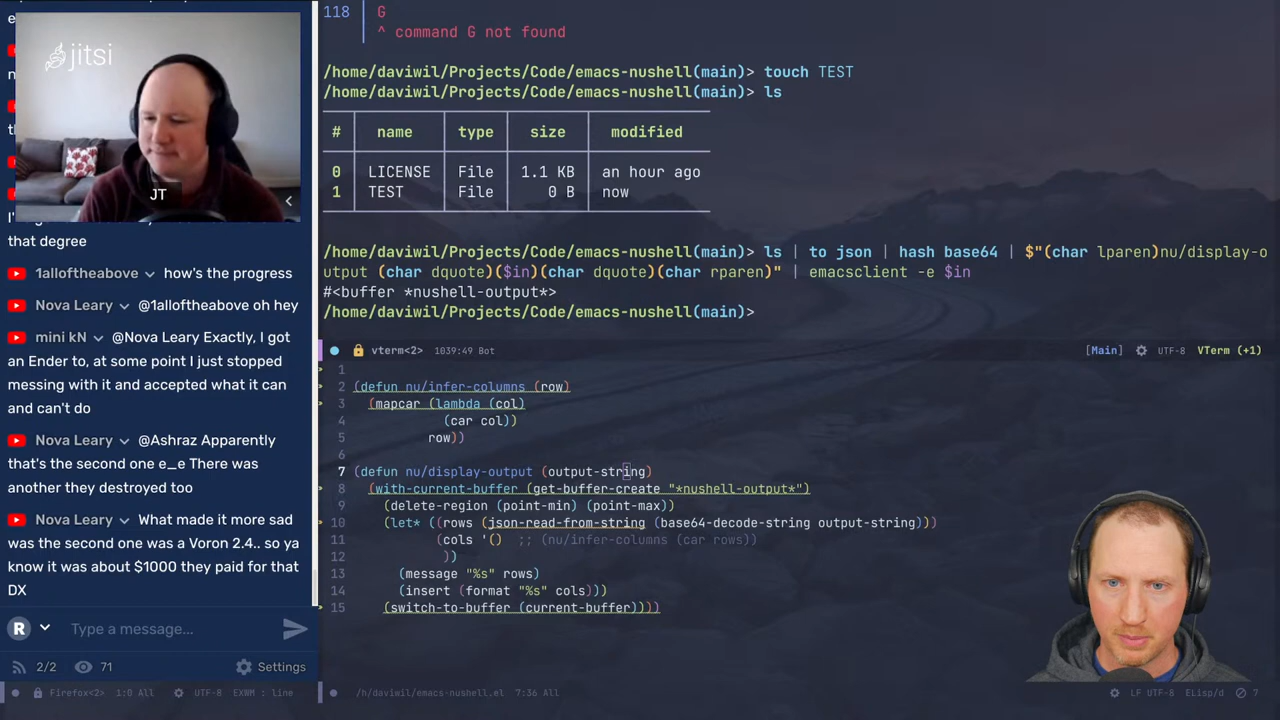 jitsi
JT
that degree
1alloftheabove how's the progress
Nova Leary @1alloftheabove oh hey
mini kN @Nova Leary Exactly, I got
an Ender to, at some point I just stopped
messing with it and accepted what it can
and can't do
Nova Leary @Ashraz Apparently
that's the second one e_e There was
another they destroyed too
Nova Leary What made it more sad
was the second one was a Voron 2.4.. so ya
know it was about $1000 they paid for that
DX
R Type a message...
2/2 71 Settings
Firefox<2> 1:0 All UTF-8 EXWM : line
118 G
^ command G not found
/home/daviwil/Projects/Code/emacs-nushell(main)> touch TEST
/home/daviwil/Projects/Code/emacs-nushell(main)> ls
# name type size modified
0 LICENSE File 1.1 KB an hour ago
1 TEST File 0 B now
/home/daviwil/Projects/Code/emacs-nushell(main)> ls | to json | hash base64 | $"(char lparen)nu/display-o
utput (char dquote)($in)(char dquote)(char rparen)" | emacsclient -e $in
#<buffer *nushell-output*>
/home/daviwil/Projects/Code/emacs-nushell(main)>
vterm<2> 1039:49 Bot [Main] UTF-8 VTerm (+1)
1
2 (defun nu/infer-columns (row)
3 (mapcar (lambda (col)
4 (car col))
5 row))
6
7 (defun nu/display-output (output-string)
8 (with-current-buffer (get-buffer-create "*nushell-output*")
9 (delete-region (point-min) (point-max))
10 (let* ((rows (json-read-from-string (base64-decode-string output-string)))
11 (cols '() ;; (nu/infer-columns (car rows))
12 ))
13 (message "%s" rows)
14 (insert (format "%s" cols)))
15 (switch-to-buffer (current-buffer))))
/h/daviwil/emacs-nushell.el 7:36 All LF UTF-8 ELisp/d 7